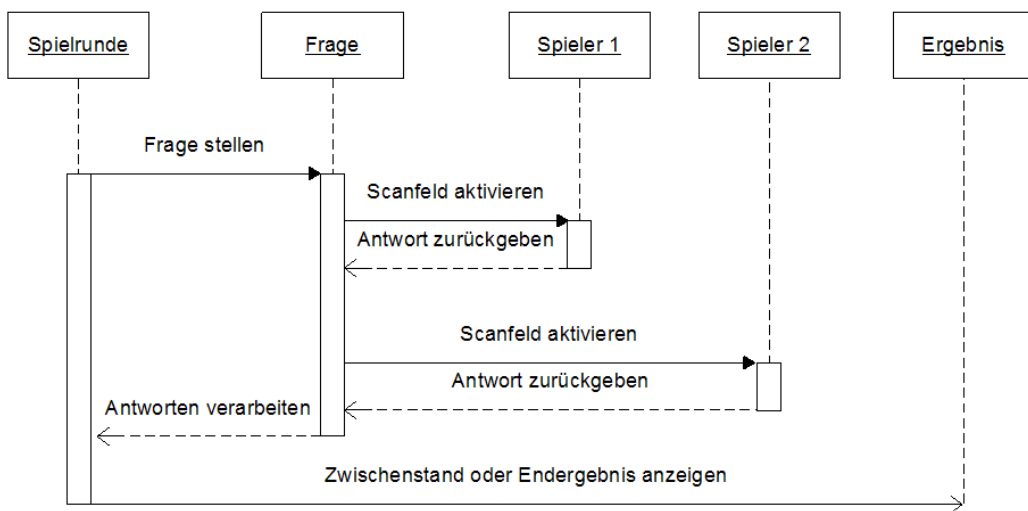 Spielrunde
Frage
Spieler 1
Spieler 2
Ergebnis
Frage stellen
Scanfeld aktivieren
Antwort zurückgeben
Scanfeld aktivieren
Antwort zurückgeben
Antworten verarbeiten
Zwischenstand oder Endergebnis anzeigen